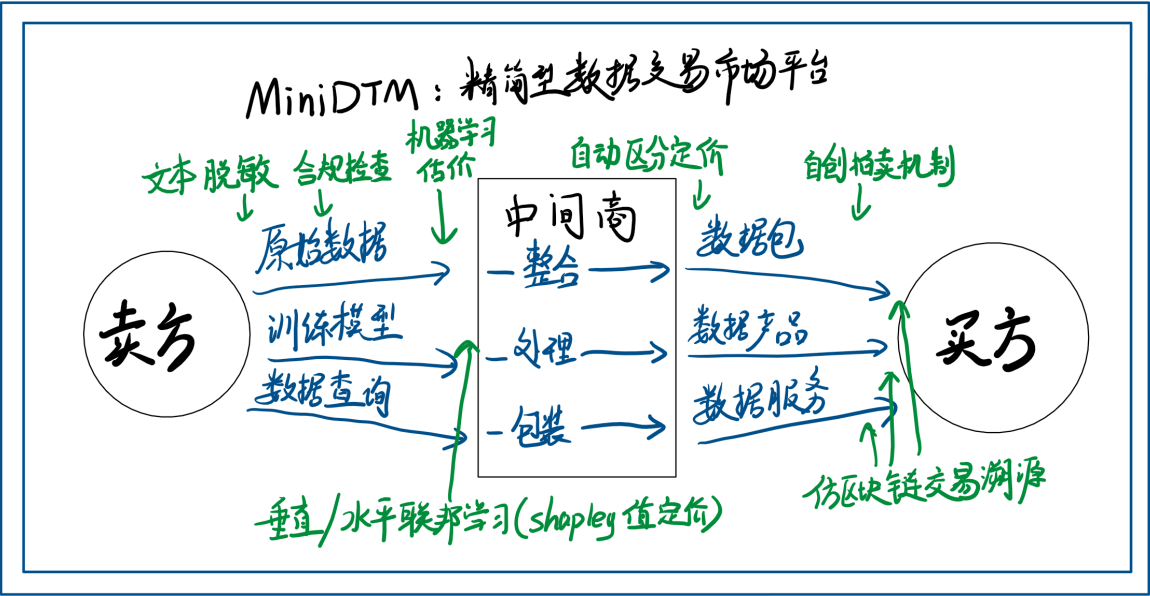 MiniDTM：精简型数据交易市场平台
机器学习
估价
文本脱敏
合规检查
自动区分定价
自创拍卖机制
卖方
原始数据
训练模型
数据查询
中间商
- 整合
- 处理
- 包装
数据包
数据产品
数据服务
买方
垂直/水平联邦学习(shapley值定价)
仿区块链交易溯源